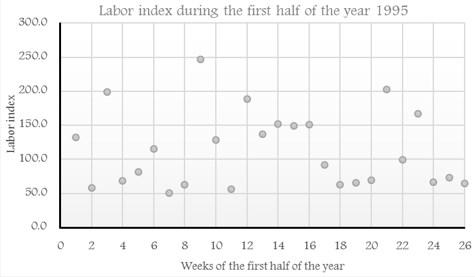 Labor index during the first half of the year 1995
300.0
250.0
200.0
150.0
100.0
50.0
0.0
Labor index
0 2 4 6 8 10 12 14 16 18 20 22 24 26
Weeks of the first half of the year